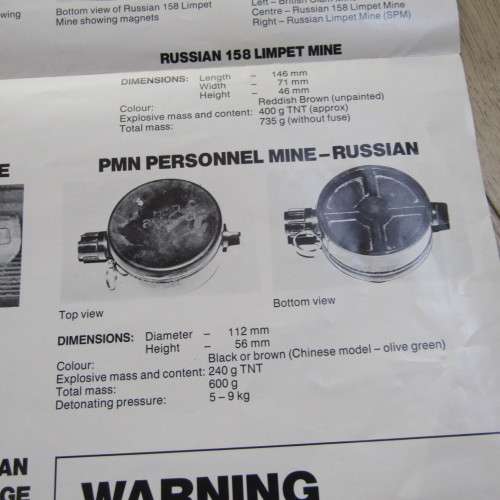 Bottom view of Russian 158 Limpet
Mine showing magnets
Centre – Russian 158 Limpet Mine
Right – Russian Limpet Mine (SPM)
RUSSIAN 158 LIMPET MINE
DIMENSIONS: Length – 146 mm
Width – 71 mm
Height – 46 mm
Colour: Reddish Brown (unpainted)
Explosive mass and content: 400 g TNT (approx)
Total mass: 735 g (without fuse)
PMN PERSONNEL MINE–RUSSIAN
Top view
Bottom view
DIMENSIONS: Diameter – 112 mm
Height – 56 mm
Colour: Black or brown (Chinese model – olive green)
Explosive mass and content: 240 g TNT
Total mass: 600 g
Detonating pressure: 5 – 9 kg
WARNING